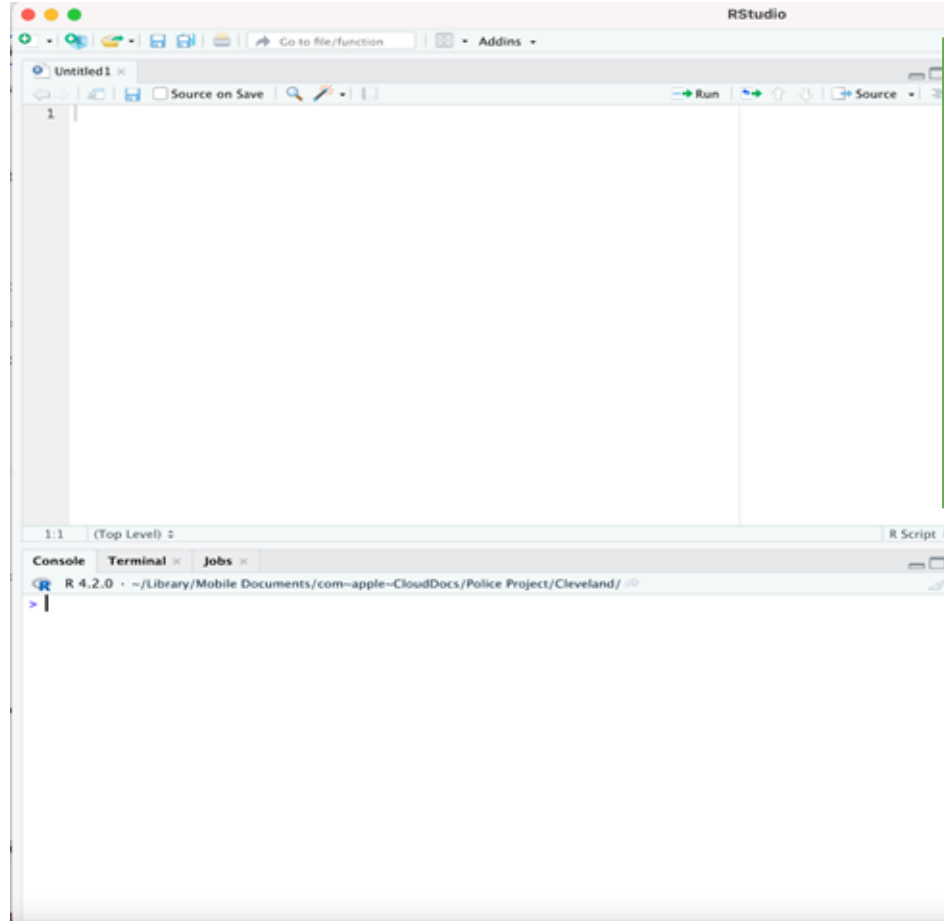 RStudio
Go to file/function Addins
Untitled1
Source on Save Run Source
1
1:1 (Top Level) R Script
Console Terminal Jobs
R 4.2.0 · ~/Library/Mobile Documents/com~apple~CloudDocs/Police Project/Cleveland/
>